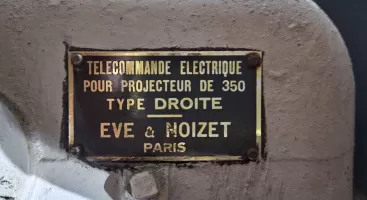 TELECOMMANDE ELECTRIQUE
POUR PROJECTEUR DE 350
TYPE DROITE
EVE & NOIZET
PARIS